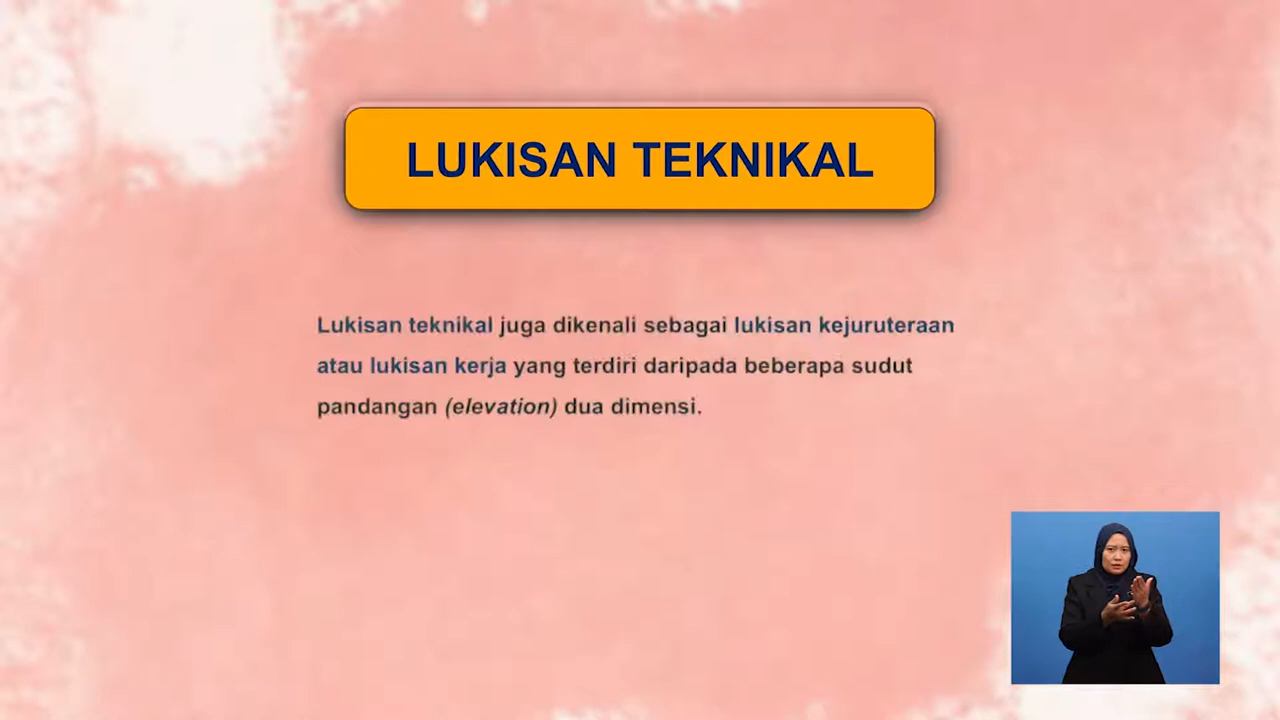 LUKISAN TEKNIKAL
Lukisan teknikal juga dikenali sebagai lukisan kejuruteraan
atau lukisan kerja yang terdiri daripada beberapa sudut
pandangan (elevation) dua dimensi.